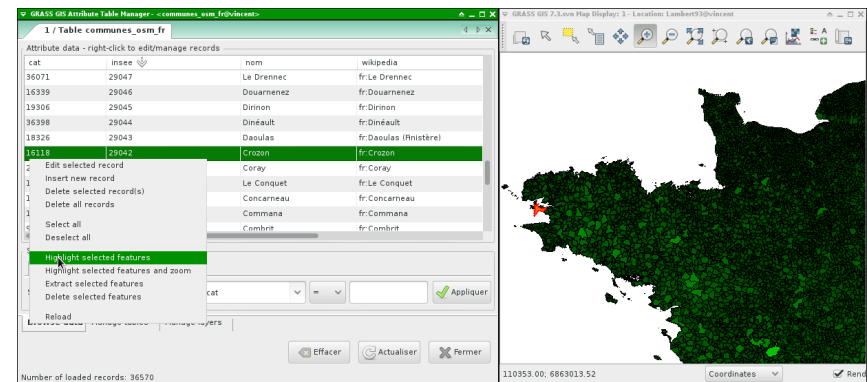 GRASS GIS Attribute Table Manager - <communes_osm_fr@vincent>
1 / Table communes_osm_fr
Attribute data - right-click to edit/manage records
cat insee nom wikipedia
36071 29047 Le Drennec fr:Le Drennec
16339 29046 Douarnenez fr:Douarnenez
19306 29045 Dirinon fr:Dirinon
36398 29044 Dinéault fr:Dinéault
18326 29043 Daoulas fr:Daoulas (Finistère)
16118 29042 Crozon fr:Crozon
Coray fr:Coray
Le Conquet fr:Le Conquet
Concarneau fr:Concarneau
Commana fr:Commana
Combrit fr:Combrit
Edit selected record
Insert new record
Delete selected record(s)
Delete all records
Select all
Deselect all
Highlight selected features
Highlight selected features and zoom
Extract selected features
Delete selected features
Reload
cat = Appliquer
Browse data Manage tables Manage layers
Effacer Actualiser Fermer
Number of loaded records: 36570
GRASS GIS 7.3.svn Map Display: 1 - Location: Lambert93@vincent
110353.00; 6863013.52 Coordinates Rend